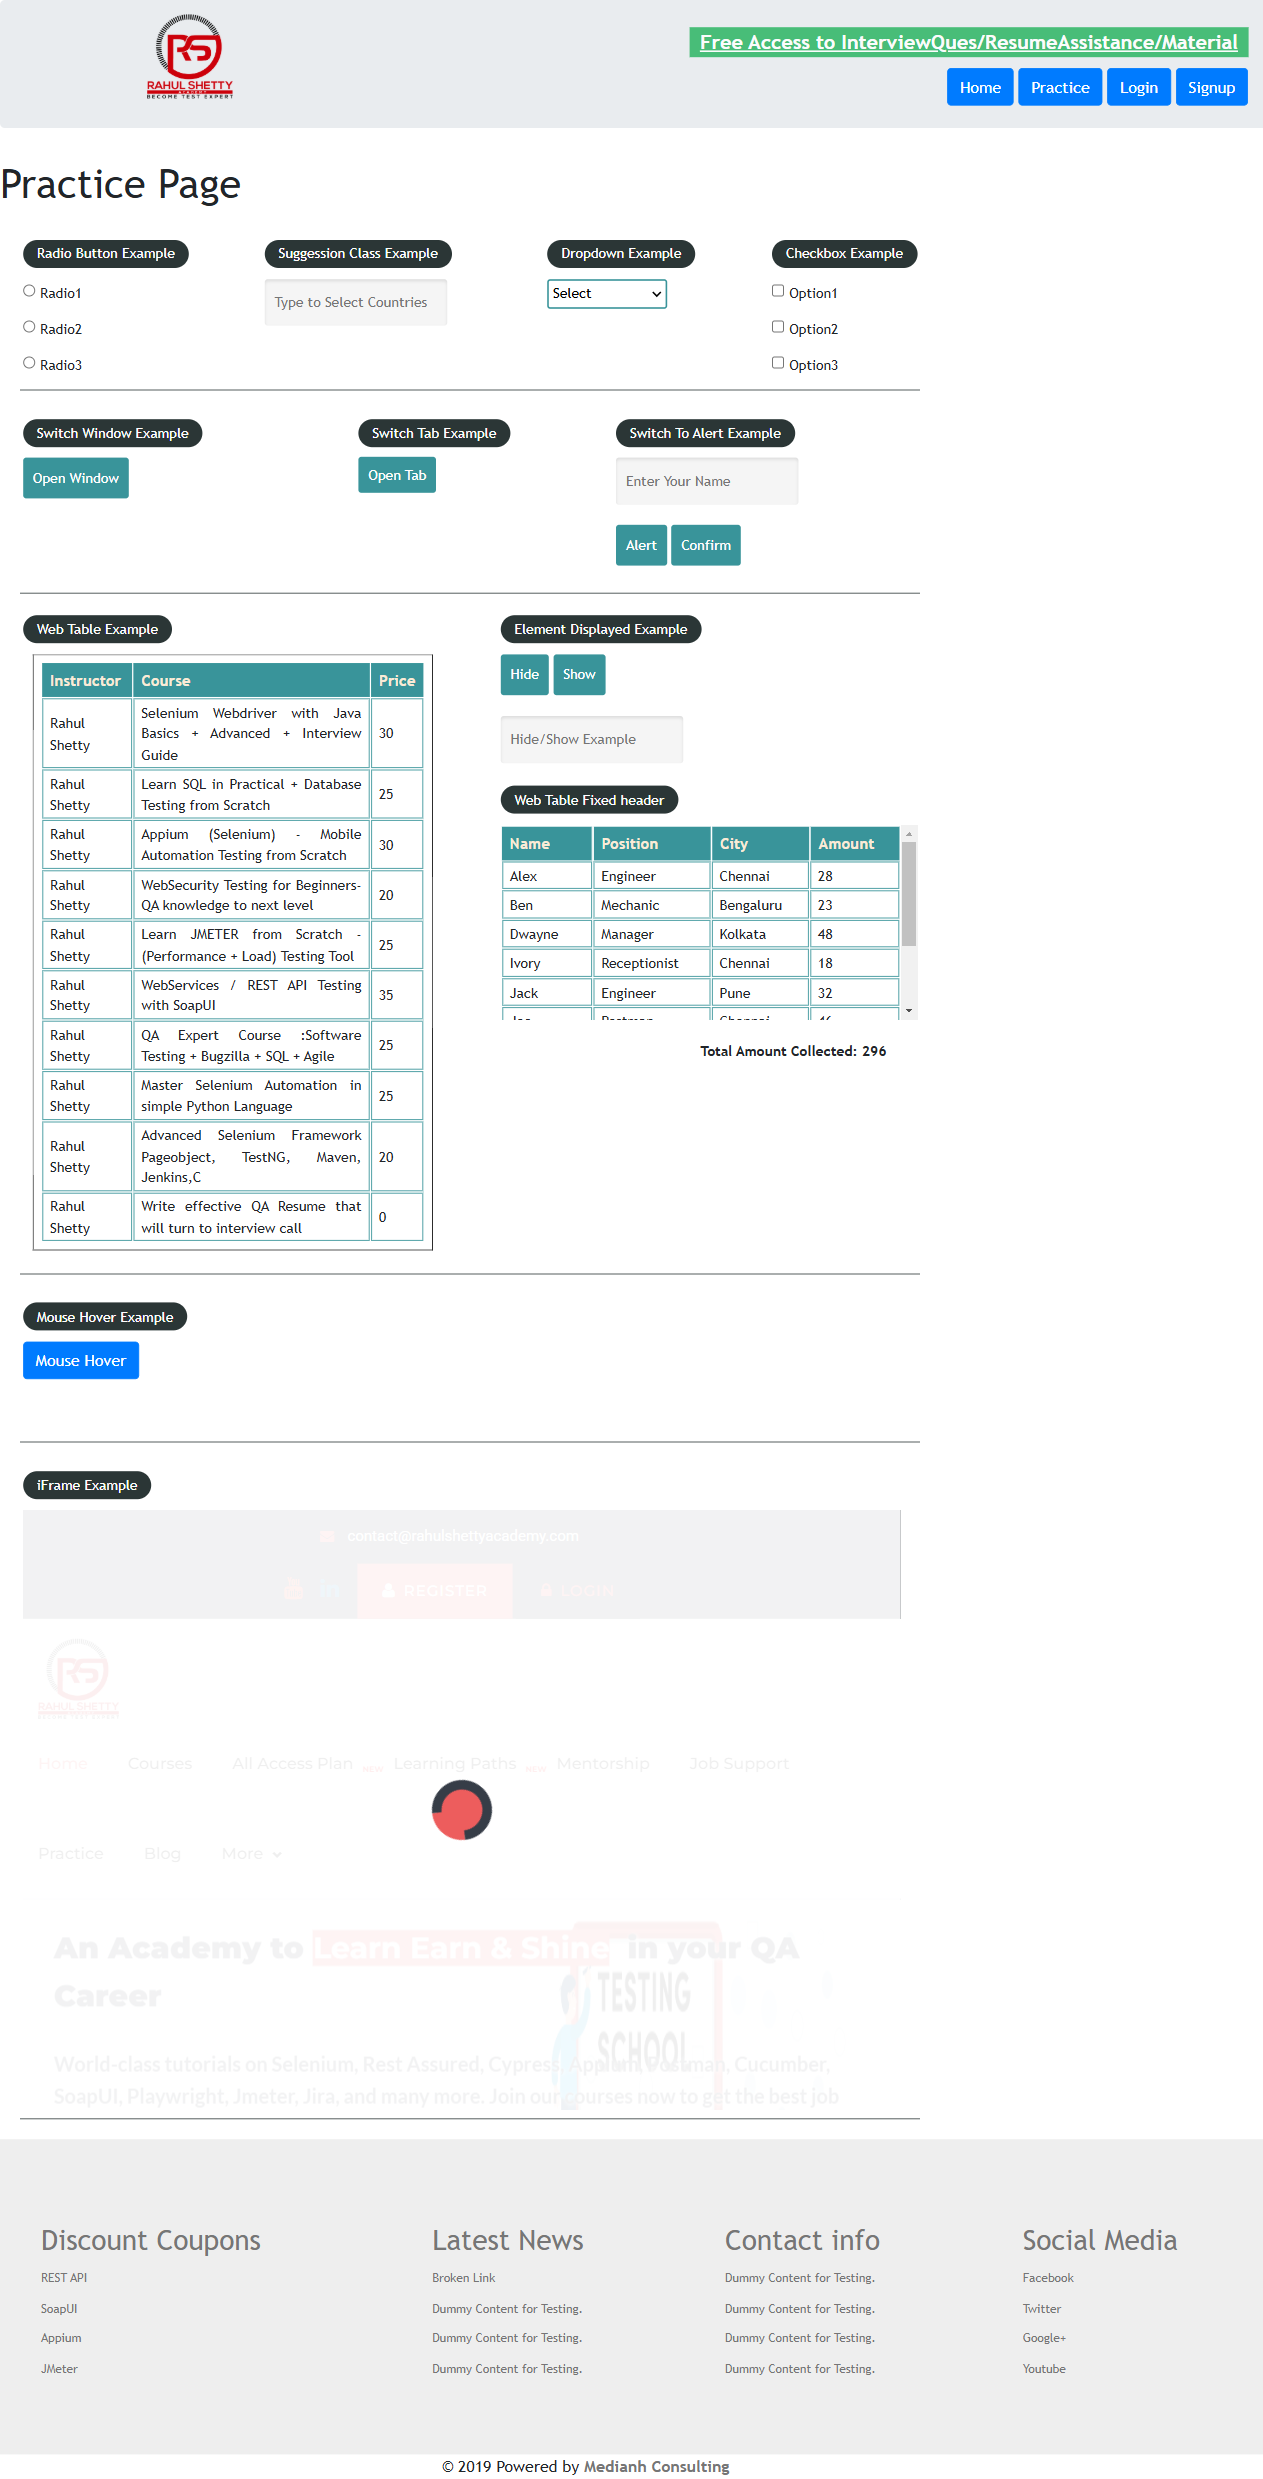 RAHUL SHETTY
ACADEMY
BECOME TEST EXPERT
Free Access to InterviewQues/ResumeAssistance/Material
Home Practice Login Signup
Practice Page
Radio Button Example
Radio1
Radio2
Radio3
Suggession Class Example
Type to Select Countries
Dropdown Example
Select
Checkbox Example
Option1
Option2
Option3
Switch Window Example
Open Window
Switch Tab Example
Open Tab
Switch To Alert Example
Enter Your Name
Alert Confirm
Web Table Example
Instructor Course Price
Rahul Shetty Selenium Webdriver with Java Basics + Advanced + Interview Guide 30
Rahul Shetty Learn SQL in Practical + Database Testing from Scratch 25
Rahul Shetty Appium (Selenium) - Mobile Automation Testing from Scratch 30
Rahul Shetty WebSecurity Testing for Beginners-QA knowledge to next level 20
Rahul Shetty Learn JMETER from Scratch - (Performance + Load) Testing Tool 25
Rahul Shetty WebServices / REST API Testing with SoapUI 35
Rahul Shetty QA Expert Course :Software Testing + Bugzilla + SQL + Agile 25
Rahul Shetty Master Selenium Automation in simple Python Language 25
Rahul Shetty Advanced Selenium Framework Pageobject, TestNG, Maven, Jenkins,C 20
Rahul Shetty Write effective QA Resume that will turn to interview call 0
Element Displayed Example
Hide Show
Hide/Show Example
Web Table Fixed header
Name Position City Amount
Alex Engineer Chennai 28
Ben Mechanic Bengaluru 23
Dwayne Manager Kolkata 48
Ivory Receptionist Chennai 18
Jack Engineer Pune 32
Joe Postman Chennai 46
Total Amount Collected: 296
Mouse Hover Example
Mouse Hover
iFrame Example
contact@rahulshettyacademy.com
REGISTER LOGIN
RAHUL SHETTY
BECOME TEST EXPERT
Home Courses All Access Plan NEW Learning Paths NEW Mentorship Job Support
Practice Blog More
An Academy to Learn Earn & Shine in your QA
Career
TESTING
SCHOOL
World-class tutorials on Selenium, Rest Assured, Cypress, Appium, Postman, Cucumber,
SoapUI, Playwright, Jmeter, Jira, and many more. Join our courses now to get the best job
Discount Coupons
REST API
SoapUI
Appium
JMeter
Latest News
Broken Link
Dummy Content for Testing.
Dummy Content for Testing.
Dummy Content for Testing.
Contact info
Dummy Content for Testing.
Dummy Content for Testing.
Dummy Content for Testing.
Dummy Content for Testing.
Social Media
Facebook
Twitter
Google+
Youtube
© 2019 Powered by Medianh Consulting